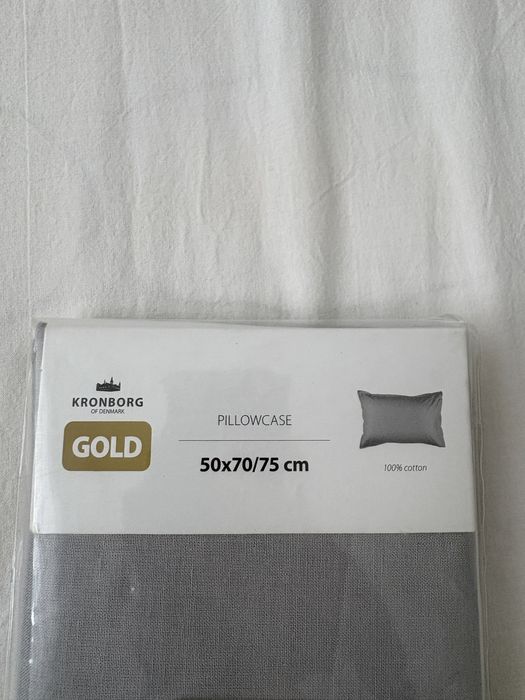 KRONBORG
OF DENMARK
GOLD
PILLOWCASE
50x70/75 cm
100% cotton